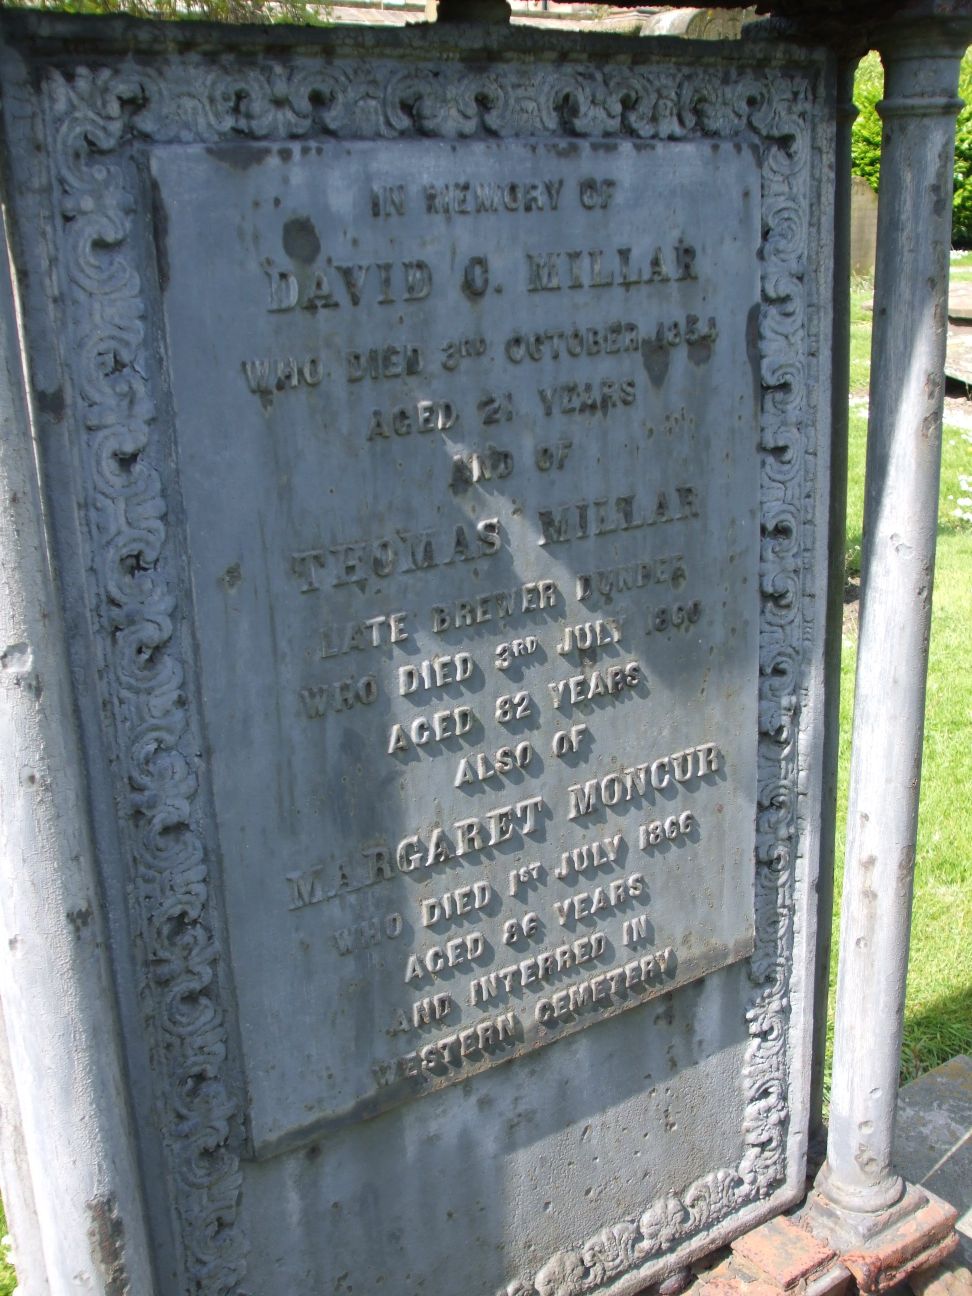 IN MEMORY OF
DAVID C. MILLAR
WHO DIED 3RD OCTOBER 1854
AGED 21 YEARS
AND OF
THOMAS MILLAR
LATE BREWER DUNDEE
WHO DIED 3RD JULY 1860
AGED 82 YEARS
ALSO OF
MARGARET MONCUR
WHO DIED 1ST JULY 1866
AGED 86 YEARS
AND INTERRED IN
WESTERN CEMETERY